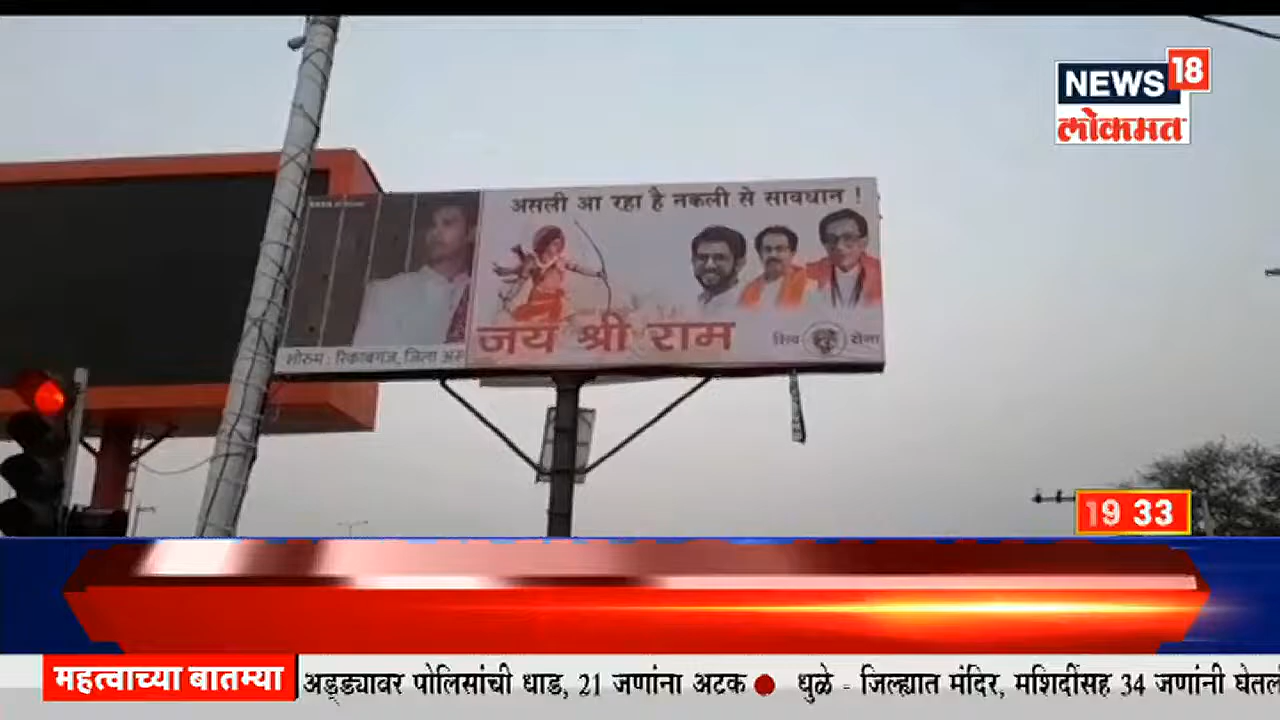 NEWS 18
लोकमत
असली आ रहा है नकली से सावधान !
जय श्री राम
शिव सेना
शोरुम : रिकाबगंज, जिला
19 33
महत्वाच्या बातम्या
अड्ड्यावर पोलिसांची धाड, 21 जणांना अटक ● धुळे - जिल्ह्यात मंदिर, मशिदींसह 34 जणांनी घेतल